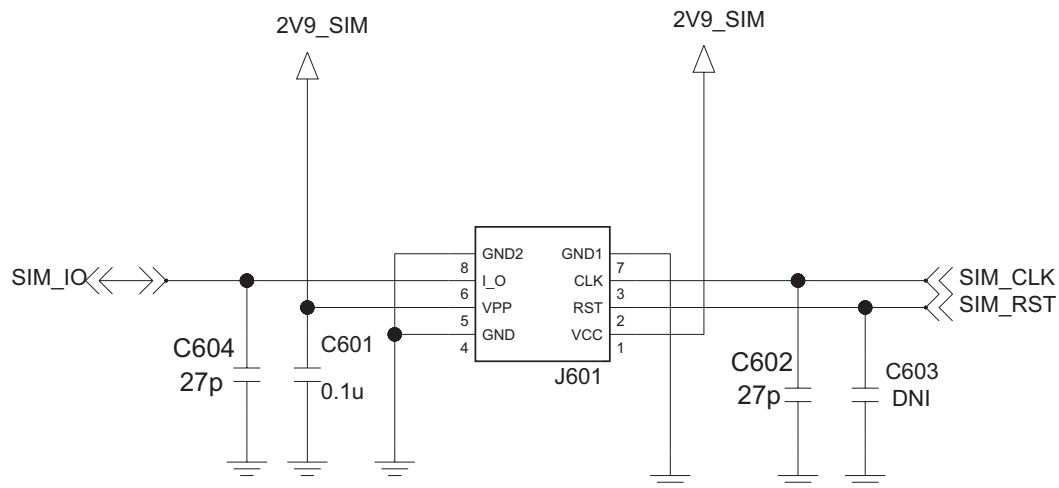 2V9_SIM
2V9_SIM
SIM_IO
GND2
GND1
8
7
I_O
CLK
6
3
VPP
RST
5
2
GND
VCC
4
1
J601
SIM_CLK
SIM_RST
C604
27p
C601
0.1u
C602
27p
C603
DNI